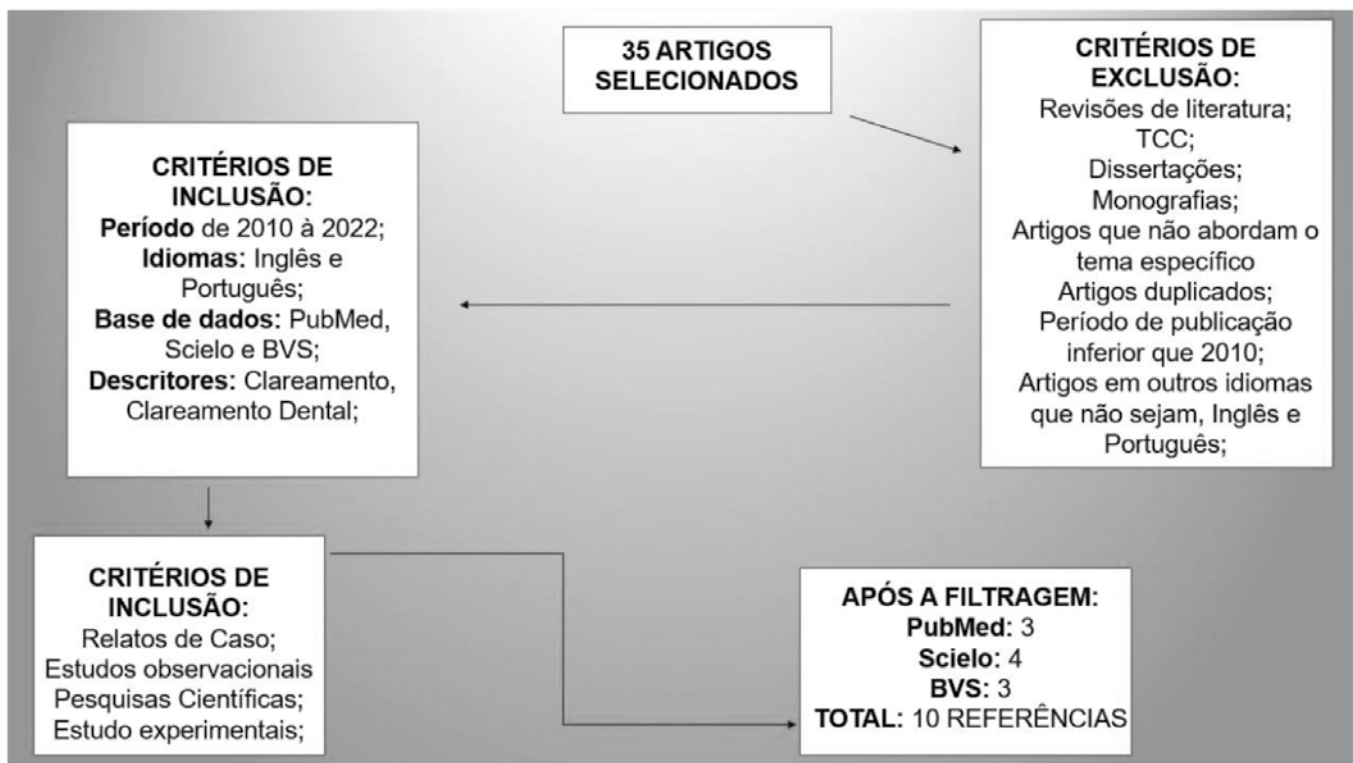 35 ARTIGOS
SELECIONADOS
CRITÉRIOS DE
EXCLUSÃO:
Revisões de literatura;
TCC;
Dissertações;
Monografias;
Artigos que não abordam o
tema específico
Artigos duplicados;
Período de publicação
inferior que 2010;
Artigos em outros idiomas
que não sejam, Inglês e
Português;
CRITÉRIOS DE
INCLUSÃO:
Período de 2010 à 2022;
Idiomas: Inglês e
Português;
Base de dados: PubMed,
Scielo e BVS;
Descritores: Clareamento,
Clareamento Dental;
CRITÉRIOS DE
INCLUSÃO:
Relatos de Caso;
Estudos observacionais
Pesquisas Científicas;
Estudo experimentais;
APÓS A FILTRAGEM:
PubMed: 3
Scielo: 4
BVS: 3
TOTAL: 10 REFERÊNCIAS